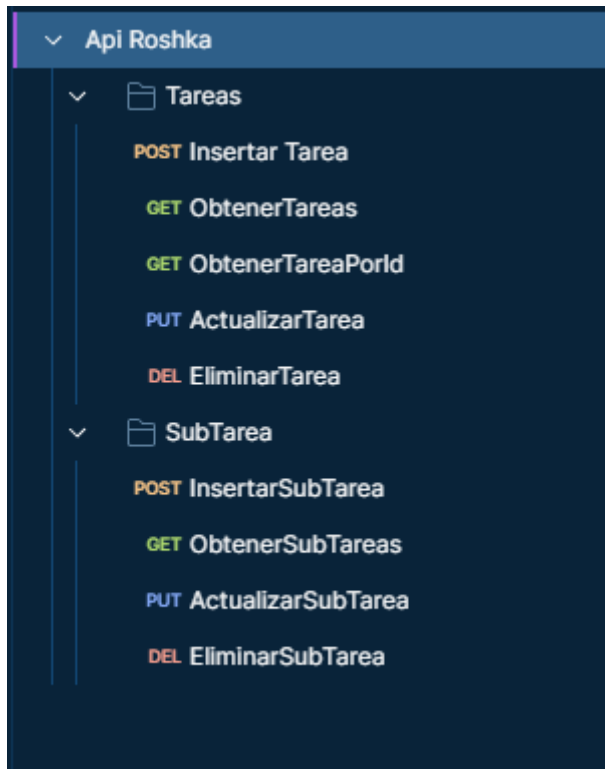 Api Roshka
Tareas
POST Insertar Tarea
GET ObtenerTareas
GET ObtenerTareaPorId
PUT ActualizarTarea
DEL EliminarTarea
SubTarea
POST InsertarSubTarea
GET ObtenerSubTareas
PUT ActualizarSubTarea
DEL EliminarSubTarea